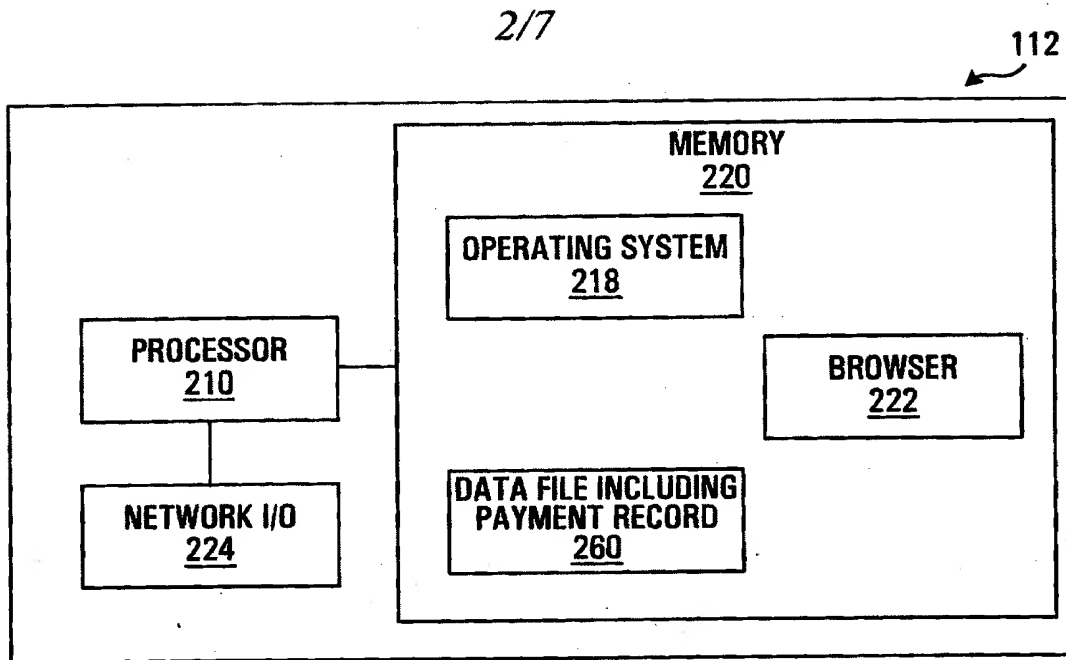 2/7
112
MEMORY
220
OPERATING SYSTEM
218
PROCESSOR
210
BROWSER
222
DATA FILE INCLUDING
PAYMENT RECORD
260
NETWORK I/O
224